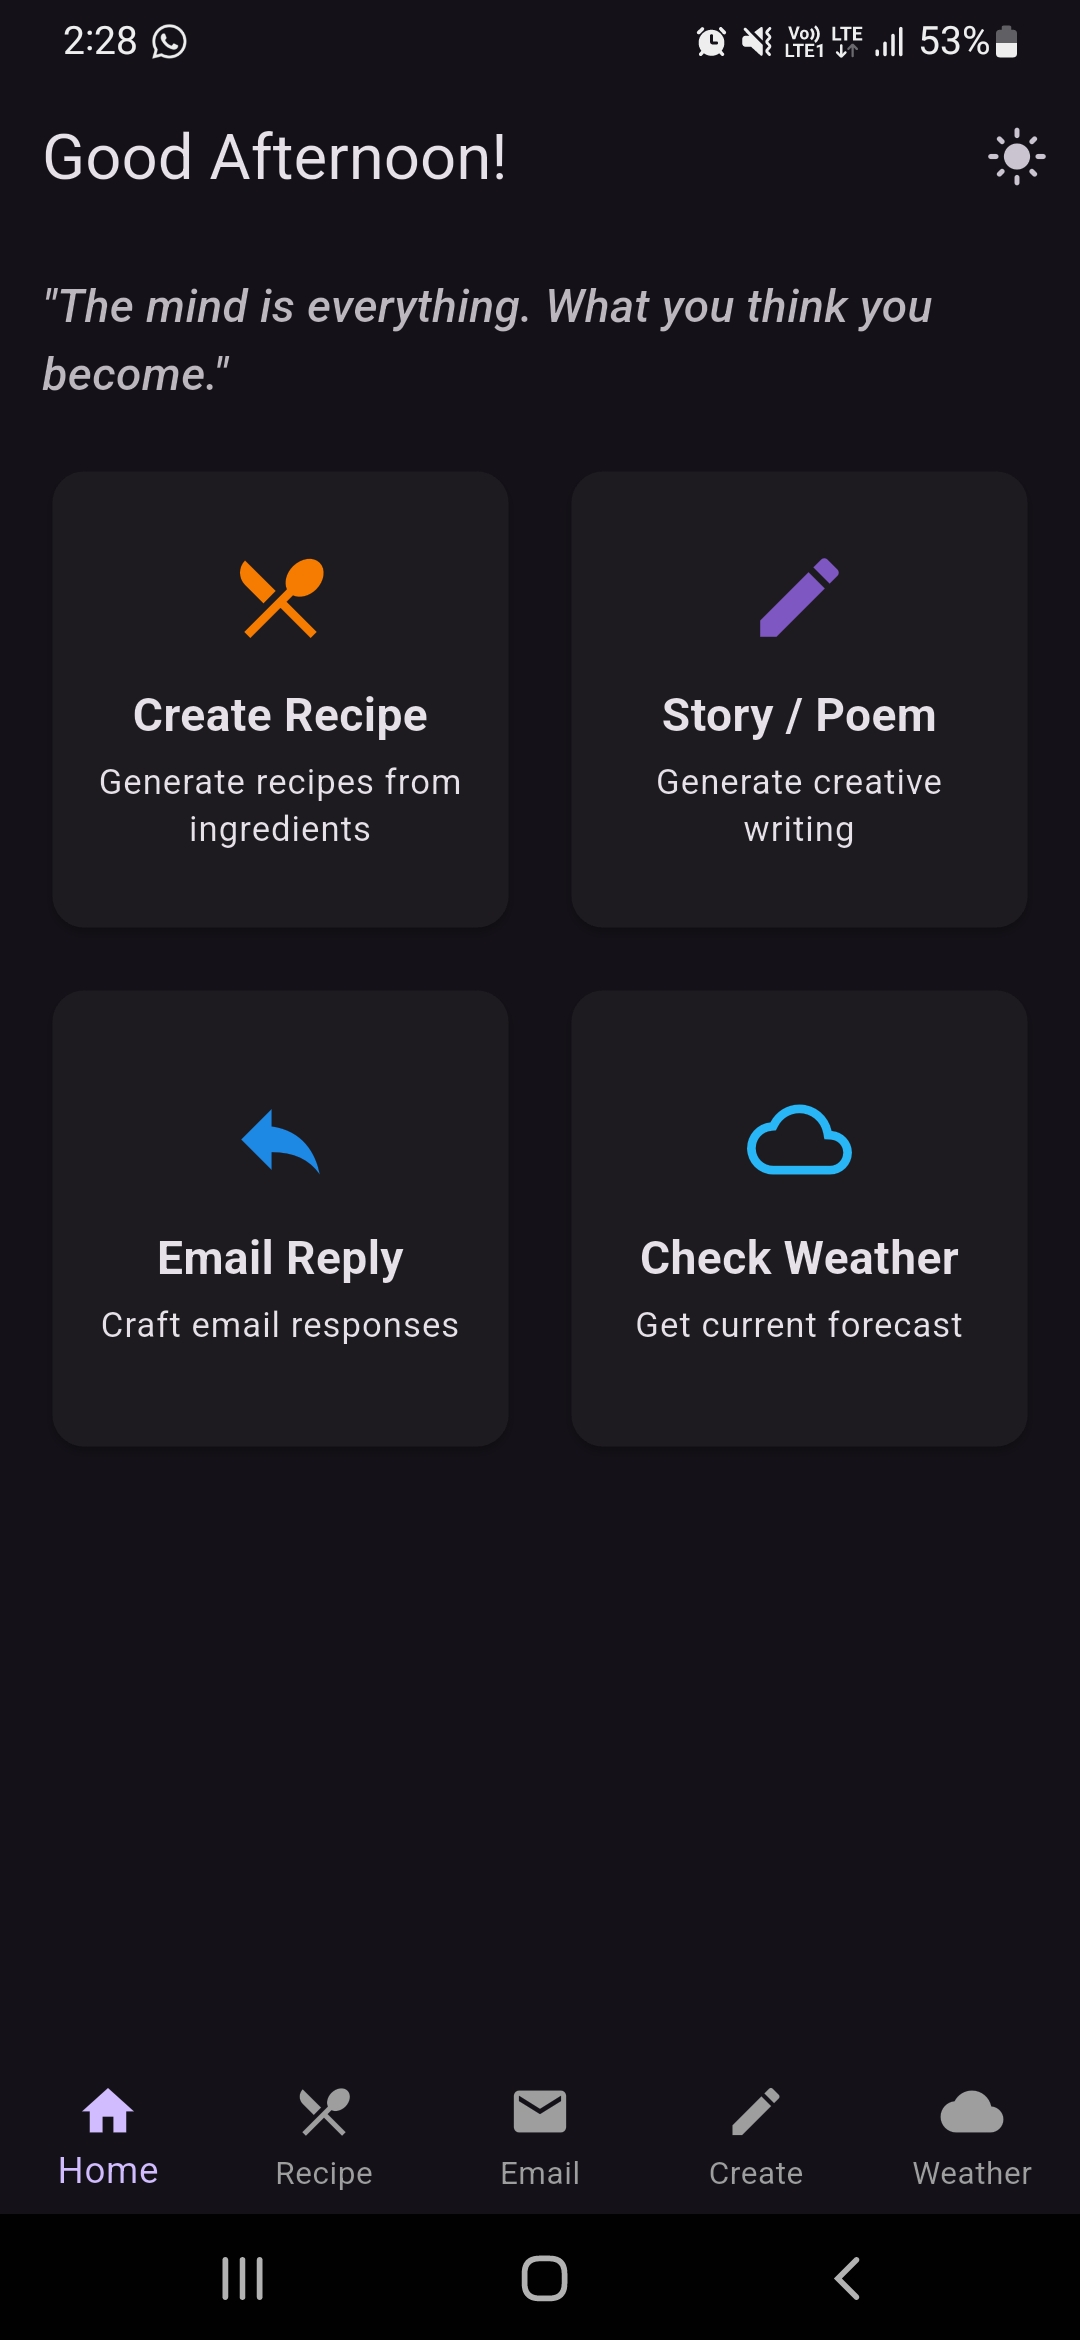 2:28
Vo)) LTE1 LTE 53%
Good Afternoon!
"The mind is everything. What you think you
become."
Create Recipe
Generate recipes from
ingredients
Story / Poem
Generate creative
writing
Email Reply
Craft email responses
Check Weather
Get current forecast
Home
Recipe
Email
Create
Weather